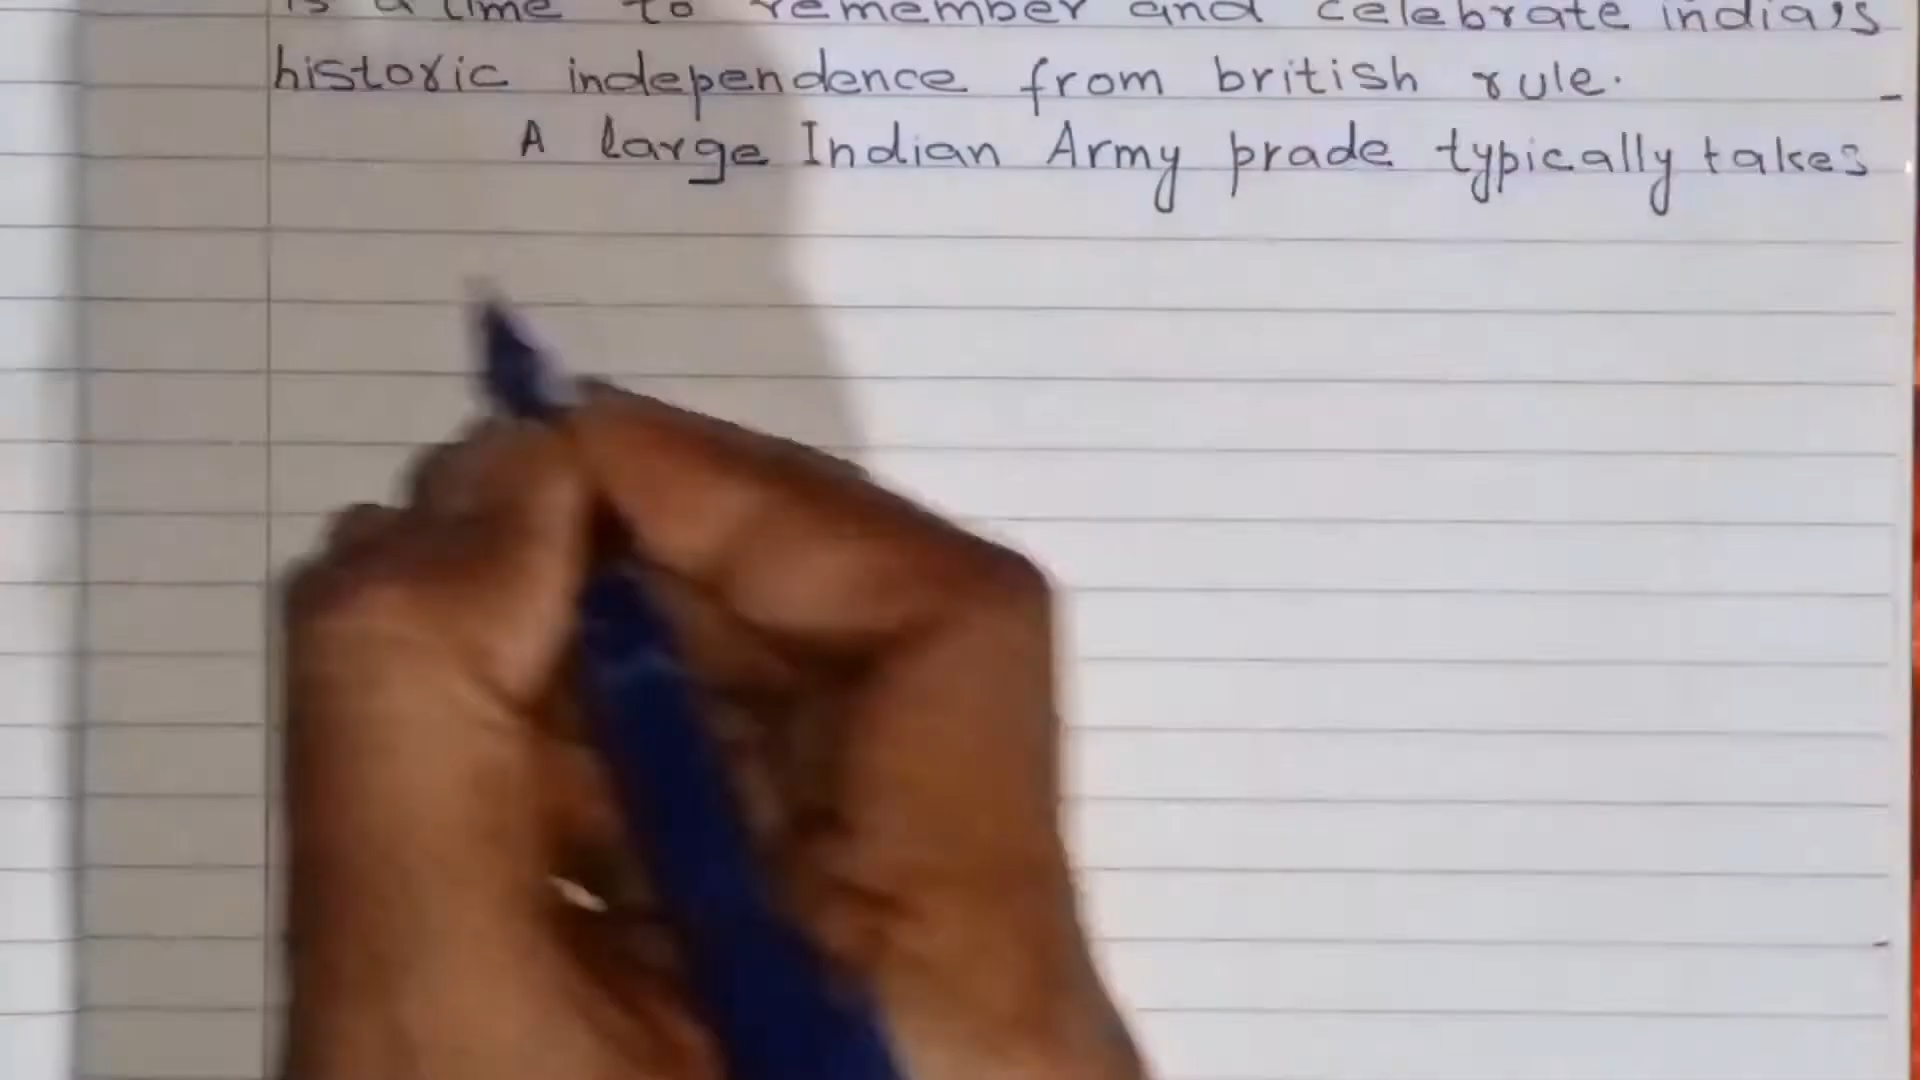 is a time to remember and celebrate india's
historic independence from british rule.
A large Indian Army prade typically takes